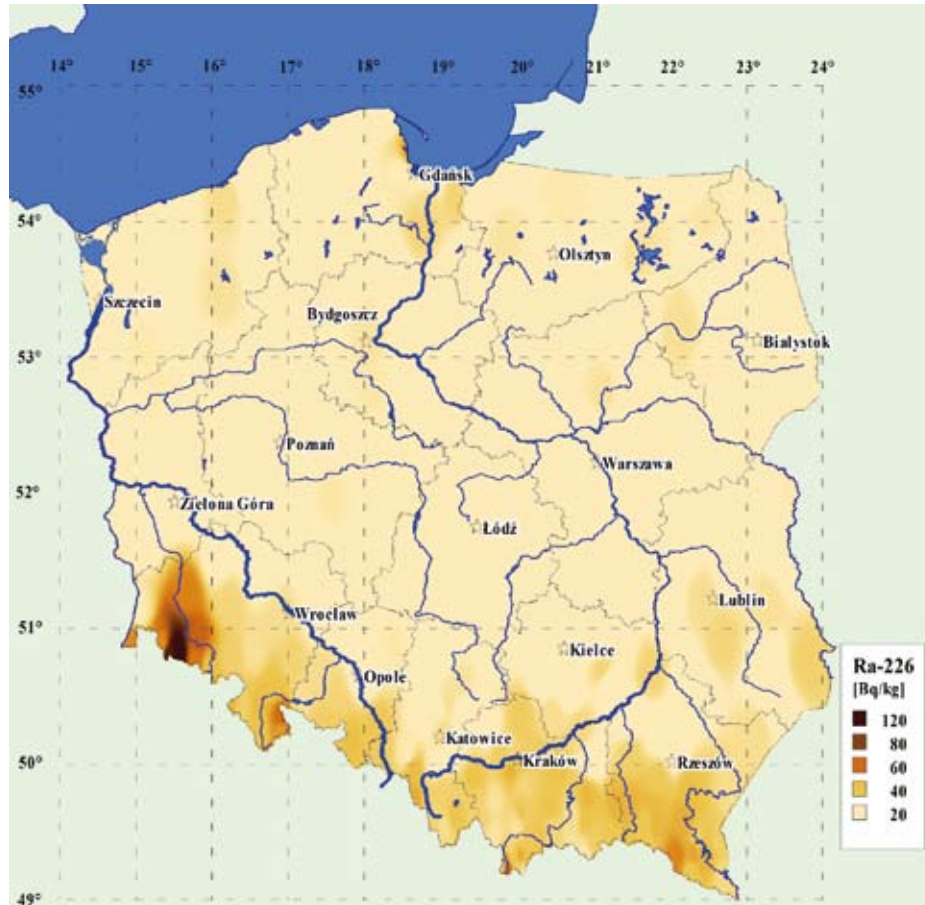 14° 15° 16° 17° 18° 19° 20° 21° 22° 23° 24°
55°
Gdańsk
54°
Olsztyn
Szczecin
Bydgoszcz
53°
Bialystok
Poznań
Warszawa
52°
Zielona Góra
Łódź
Lublin
51°
Wrocław
Kielce
Opole
Katowice
50°
Kraków
Rzeszów
49°
Ra-226
[Bq/kg]
120
80
60
40
20